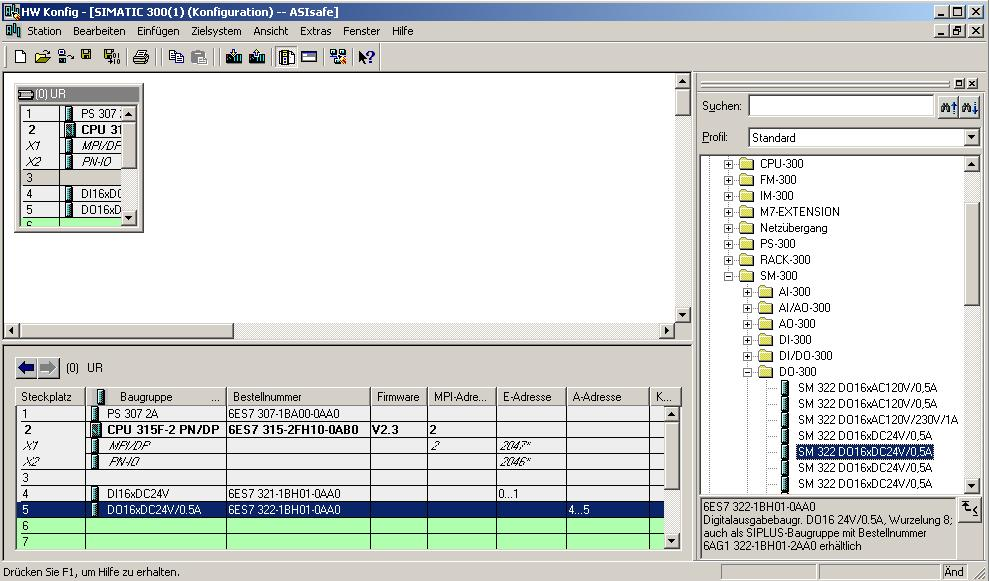 HW Konfig - [SIMATIC 300(1) (Konfiguration) -- ASIsafe]
Station Bearbeiten Einfügen Zielsystem Ansicht Extras Fenster Hilfe
(0) UR
1 PS 307
2 CPU 31
X1 MPI/DP
X2 PN-IO
3
4 DI16xDC
5 DO16xD
Suchen:
Profil: Standard
CPU-300
FM-300
IM-300
M7-EXTENSION
Netzübergang
PS-300
RACK-300
SM-300
AI-300
AI/AO-300
AO-300
DI-300
DI/DO-300
DO-300
SM 322 DO16xAC120V/0,5A
SM 322 DO16xAC120V/0,5A
SM 322 DO16xAC120V/230V/1A
SM 322 DO16xDC24V/0,5A
SM 322 DO16xDC24V/0,5A
SM 322 DO16xDC24V/0,5A
SM 322 DO16xDC24V/0,5A
6ES7 322-1BH01-0AA0
Digitalausgabebaugr. DO16 24V/0.5A, Wurzelung 8;
auch als SIPLUS-Baugruppe mit Bestellnummer
6AG1 322-1BH01-2AA0 erhältlich
(0) UR
Steckplatz Baugruppe ... Bestellnummer Firmware MPI-Adre... E-Adresse A-Adresse K...
1 PS 307 2A 6ES7 307-1BA00-0AA0
2 CPU 315F-2 PN/DP 6ES7 315-2FH10-0AB0 V2.3 2
X1 MPI/DP 2 2047*
X2 PN-IO 2046*
3
4 DI16xDC24V 6ES7 321-1BH01-0AA0 0...1
5 DO16xDC24V/0.5A 6ES7 322-1BH01-0AA0 4...5
6
7
Drücken Sie F1, um Hilfe zu erhalten.
Änd